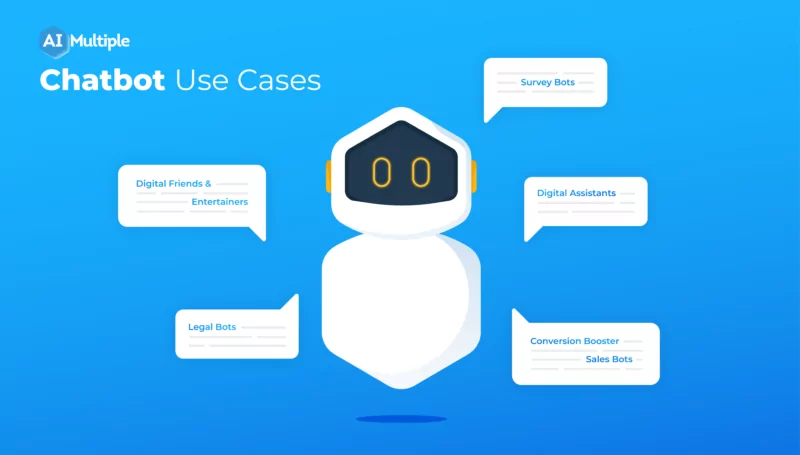 AI Multiple
Chatbot Use Cases
Survey Bots
Digital Friends &
Entertainers
Digital Assistants
Legal Bots
Conversion Booster
Sales Bots